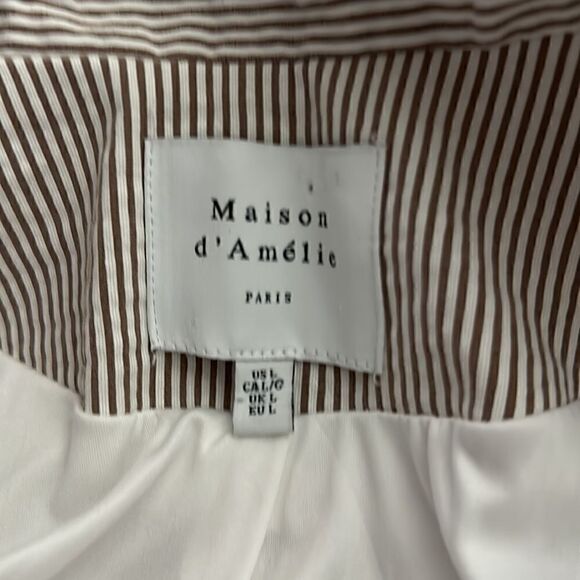 Maison
d'Amélie
PARIS
US L
CA L/G
UK L
EU L